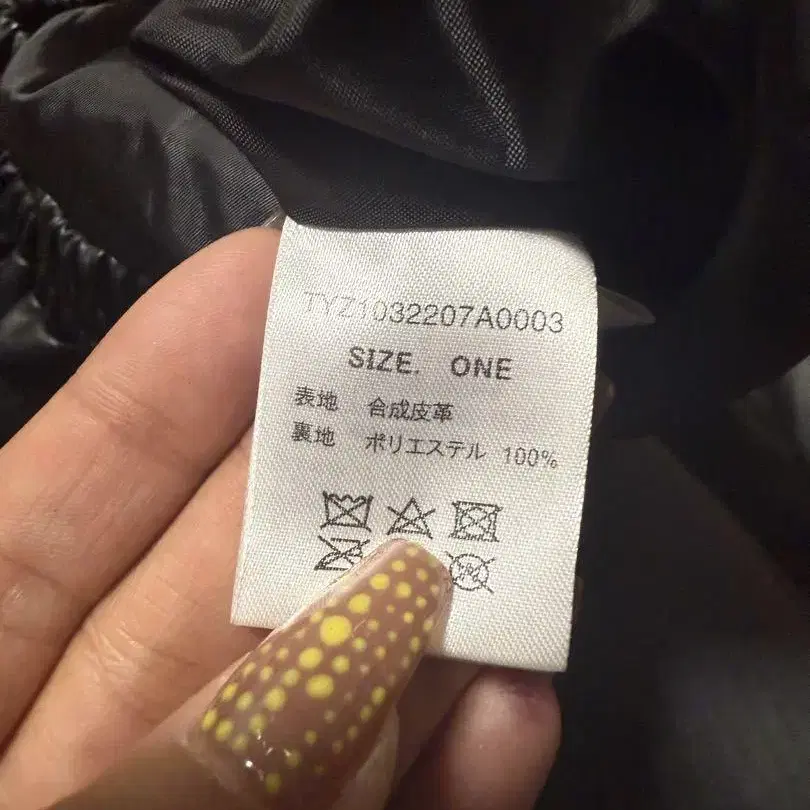 TYZ1032207A0003
SIZE. ONE
表地 合成皮革
裏地 ポリエステル 100%